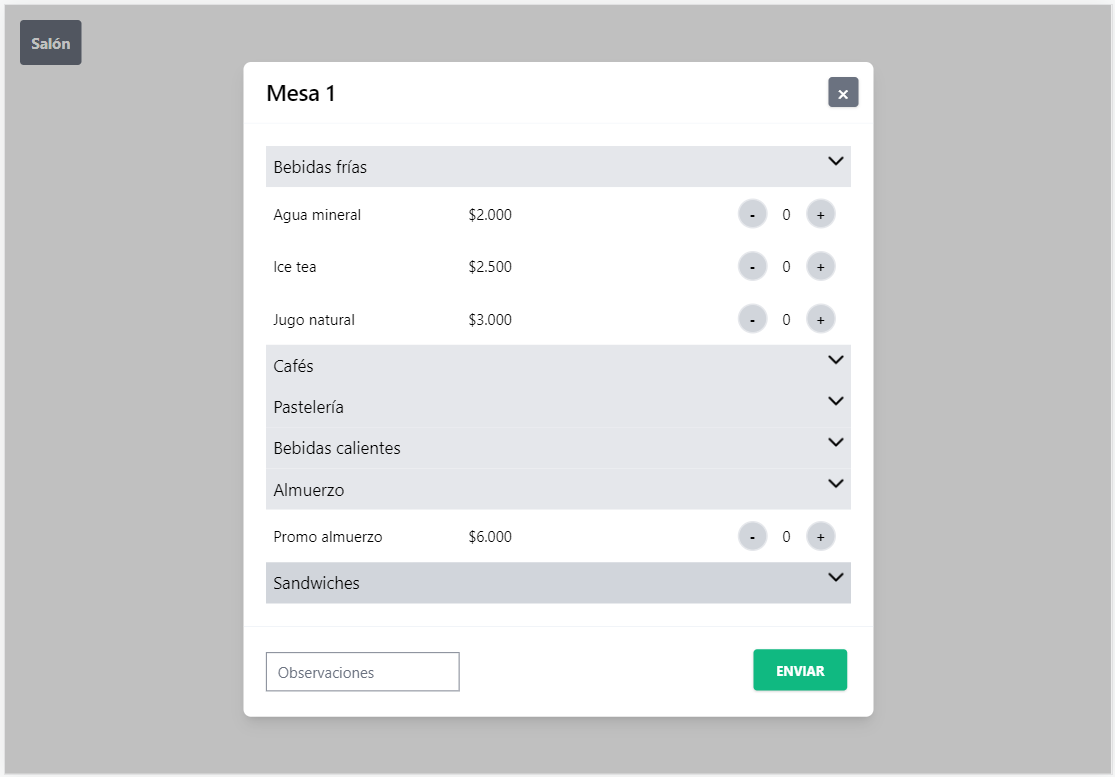 Salón
Mesa 1
×
Bebidas frías
Agua mineral $2.000 - 0 +
Ice tea $2.500 - 0 +
Jugo natural $3.000 - 0 +
Cafés
Pastelería
Bebidas calientes
Almuerzo
Promo almuerzo $6.000 - 0 +
Sandwiches
Observaciones ENVIAR